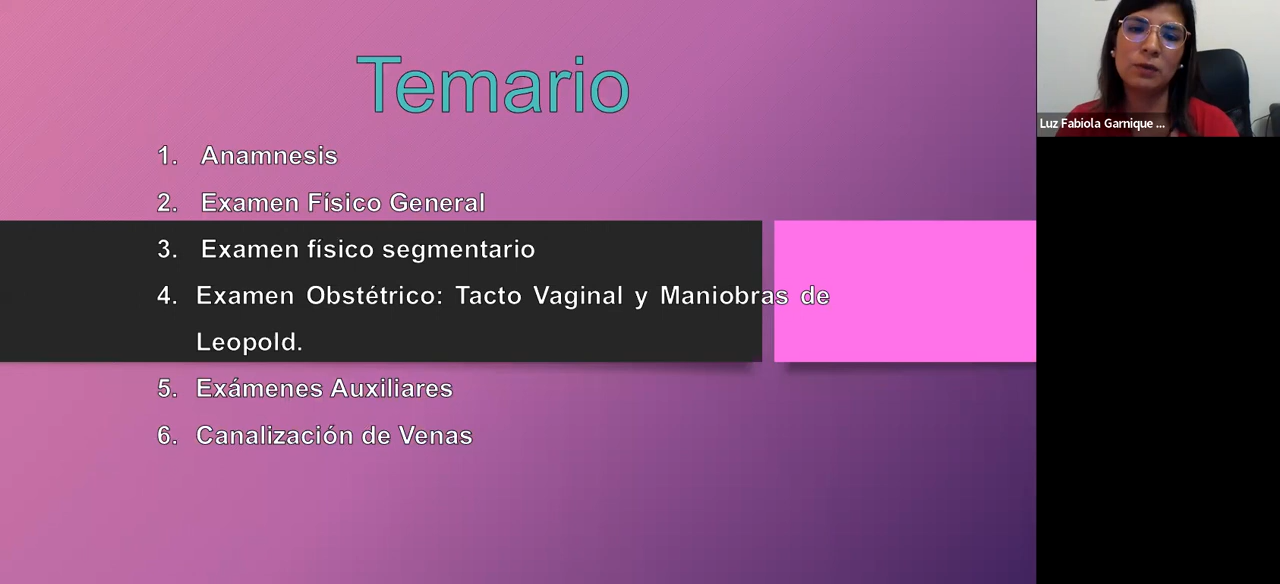 Temario
1. Anamnesis
2. Examen Físico General
3. Examen físico segmentario
4. Examen Obstétrico: Tacto Vaginal y Maniobras de
Leopold.
5. Exámenes Auxiliares
6. Canalización de Venas
Luz Fabiola Garnique ...